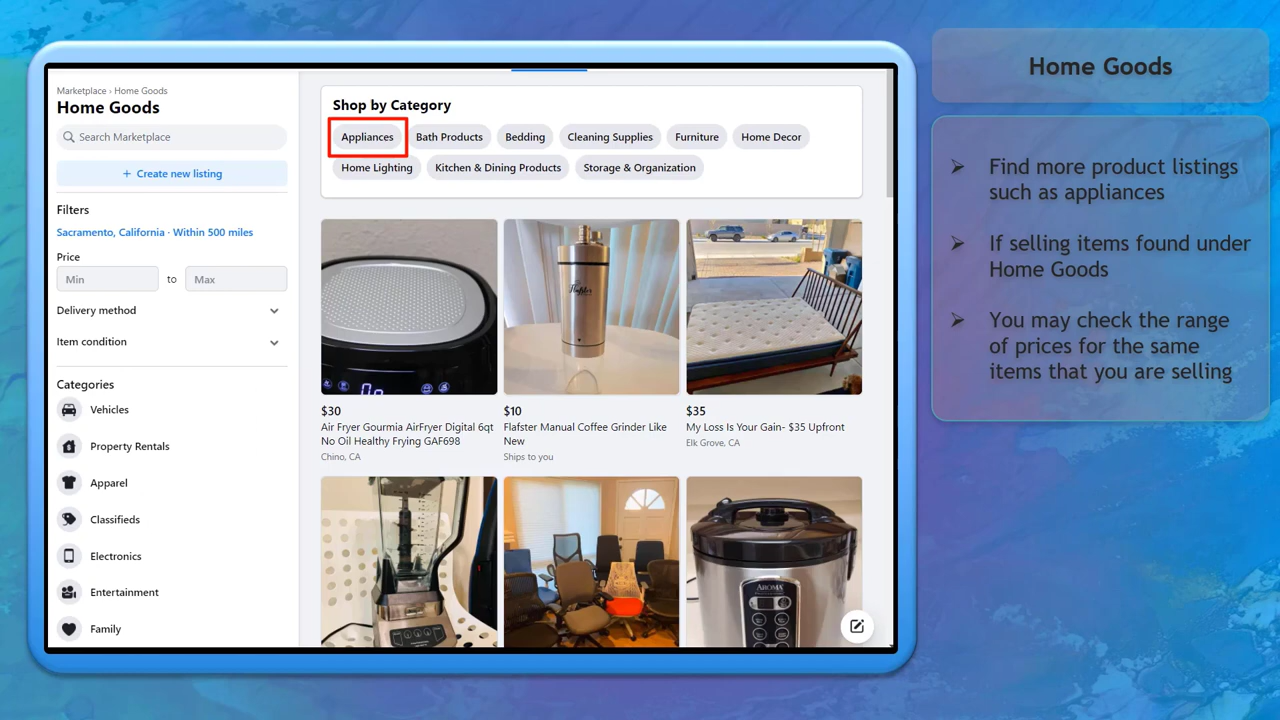 Marketplace › Home Goods
Home Goods
Search Marketplace
+ Create new listing
Filters
Sacramento, California · Within 500 miles
Price
Min to Max
Delivery method
Item condition
Categories
Vehicles
Property Rentals
Apparel
Classifieds
Electronics
Entertainment
Family
Shop by Category
Appliances Bath Products Bedding Cleaning Supplies Furniture Home Decor
Home Lighting Kitchen & Dining Products Storage & Organization
$30
Air Fryer Gourmia AirFryer Digital 6qt
No Oil Healthy Frying GAF698
Chino, CA
Flafster
$10
Flafster Manual Coffee Grinder Like
New
Ships to you
$35
My Loss Is Your Gain- $35 Upfront
Elk Grove, CA
AROMA
Home Goods
➢ Find more product listings
such as appliances
➢ If selling items found under
Home Goods
➢ You may check the range
of prices for the same
items that you are selling